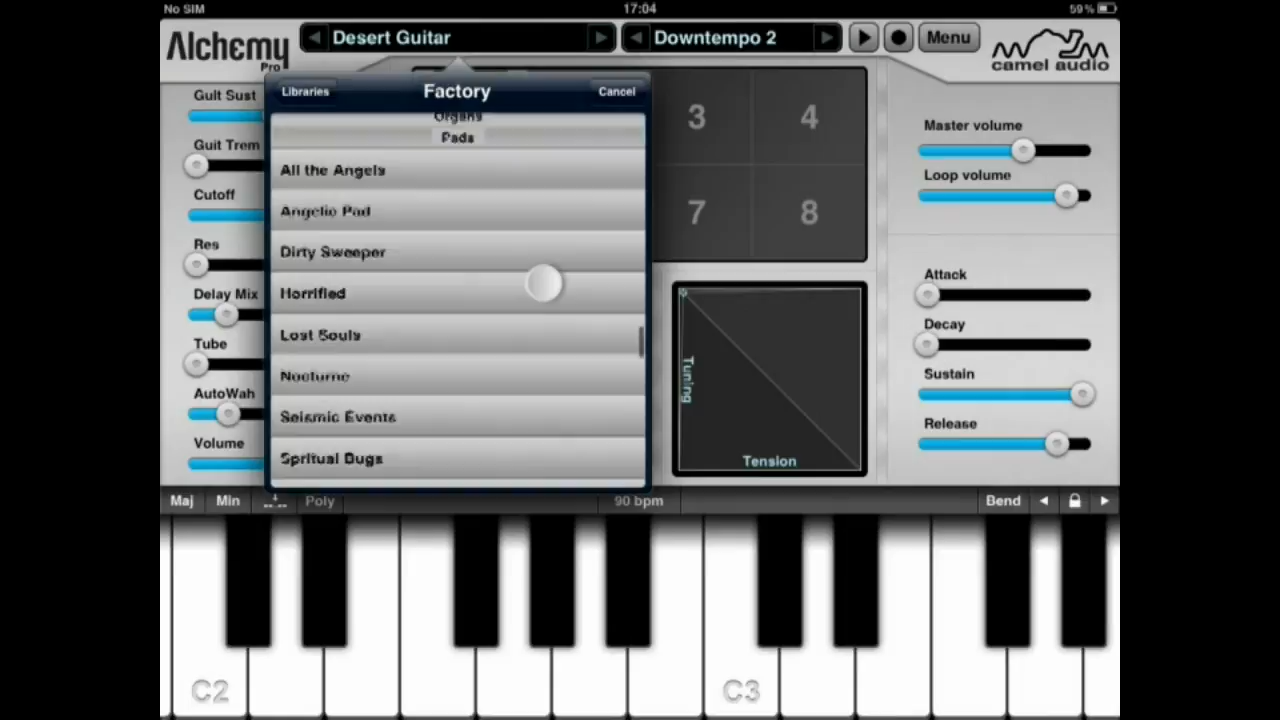 No SIM
17:04
59%
Alchemy
Pro
Desert Guitar
Downtempo 2
Menu
camel audio
Libraries
Factory
Cancel
Organs
Pads
All the Angels
Angelic Pad
Dirty Sweeper
Horrified
Lost Souls
Nocturne
Seismic Events
Spritual Bugs
Guit Sust
Guit Trem
Cutoff
Res
Delay Mix
Tube
AutoWah
Volume
3
4
7
8
Tuning
Tension
Master volume
Loop volume
Attack
Decay
Sustain
Release
Maj
Min
Poly
90 bpm
Bend
C2
C3